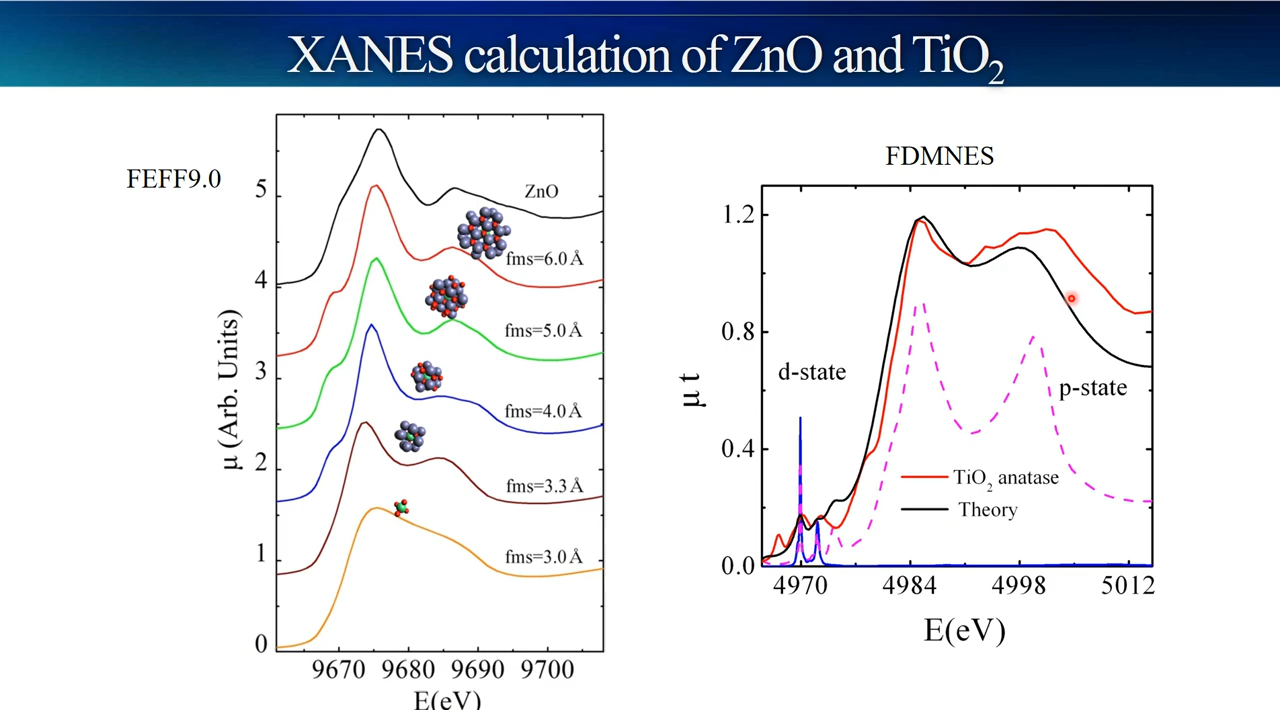 XANES calculation of ZnO and TiO2
FEFF9.0
μ (Arb. Units)
5
4
3
2
1
0
ZnO
fms=6.0 Å
fms=5.0 Å
fms=4.0 Å
fms=3.3 Å
fms=3.0 Å
9670 9680 9690 9700
E(eV)
FDMNES
μ t
1.2
0.8
0.4
0.0
d-state
p-state
TiO2 anatase
Theory
4970 4984 4998 5012
E(eV)